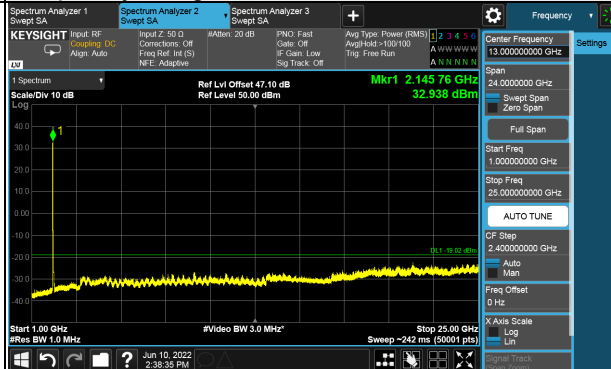 Spectrum Analyzer 1
Swept SA
Spectrum Analyzer 2
Swept SA
Spectrum Analyzer 3
Swept SA
Frequency
KEYSIGHT
Input: RF
Coupling: DC
Align: Auto
Input Z: 50 Ω
Corrections: Off
Freq Ref: Int (S)
NFE: Adaptive
#Atten: 20 dB
PNO: Fast
Gate: Off
IF Gain: Low
Sig Track: Off
Avg Type: Power (RMS)
Avg|Hold:>100/100
Trig: Free Run
1 2 3 4 5 6
A W W W W W
A N N N N N
LXI
1 Spectrum
Scale/Div 10 dB
Log
Ref Lvl Offset 47.10 dB
Ref Level 50.00 dBm
Mkr1 2.145 76 GHz
32.938 dBm
40.0
30.0
20.0
10.0
0.00
-10.0
-20.0
-30.0
-40.0
1
DL1 -19.02 dBm
Start 1.00 GHz
#Res BW 1.0 MHz
#Video BW 3.0 MHz*
Stop 25.00 GHz
Sweep ~242 ms (50001 pts)
Jun 10, 2022
2:38:35 PM
Settings
Center Frequency
13.000000000 GHz
Span
24.0000000 GHz
Swept Span
Zero Span
Full Span
Start Freq
1.000000000 GHz
Stop Freq
25.000000000 GHz
AUTO TUNE
CF Step
2.400000000 GHz
Auto
Man
Freq Offset
0 Hz
X Axis Scale
Log
Lin
Signal Track